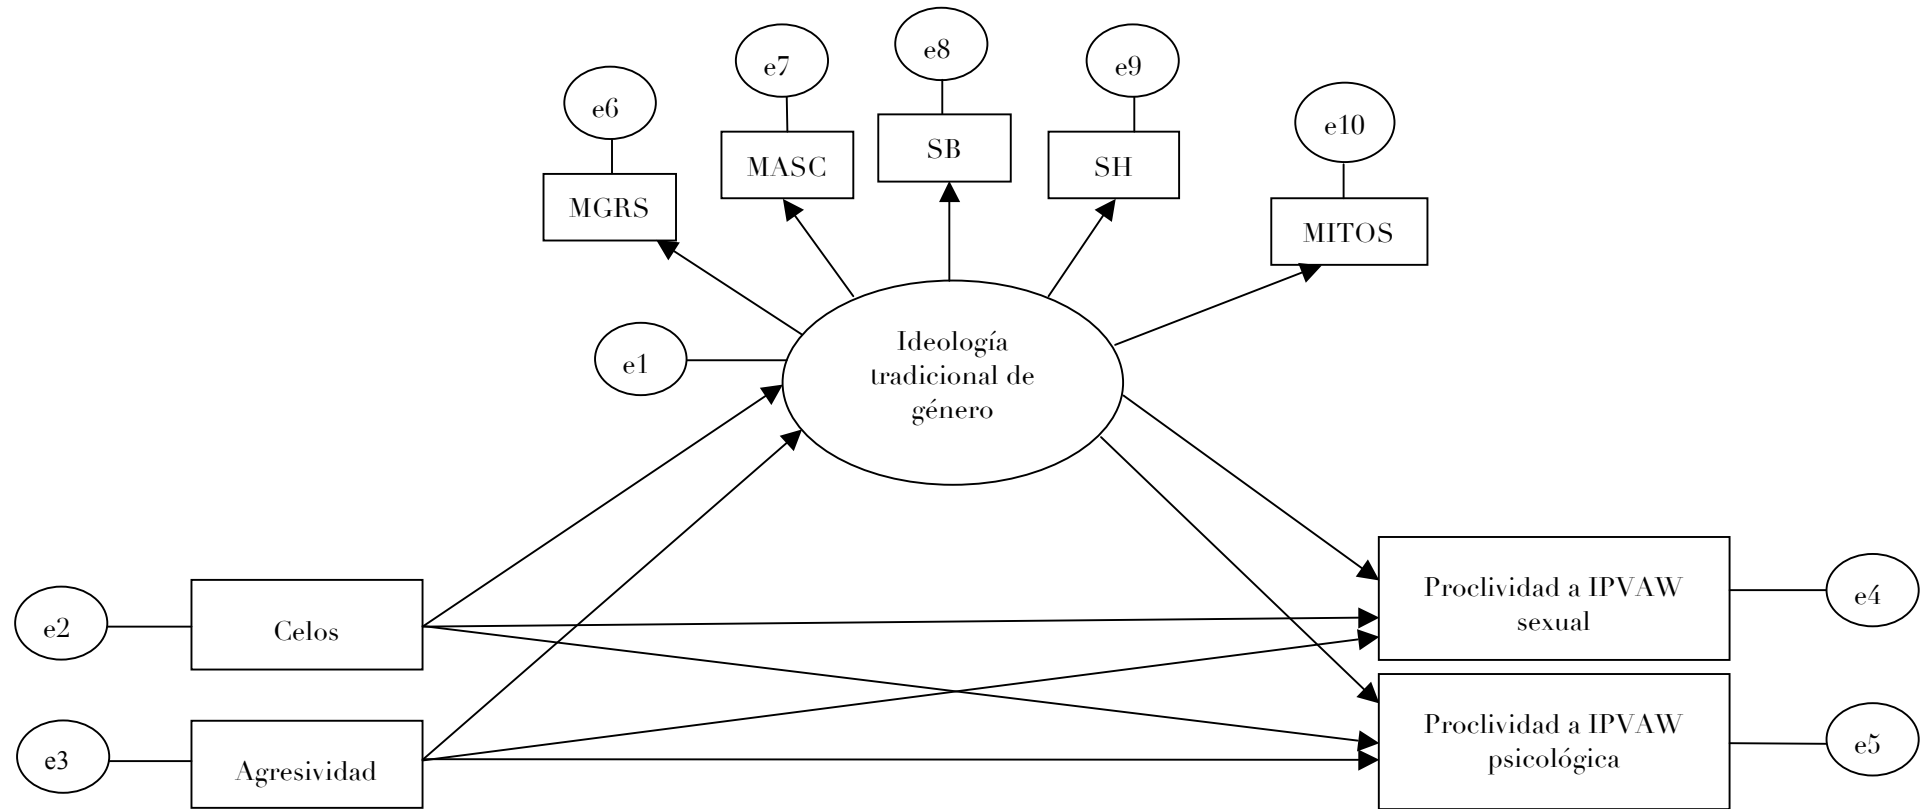 e8
e7
e9
e6
e10
SB
MASC
SH
MGRS
MITOS
Ideología
tradicional de
género
e1
Proclividad a IPVAW
sexual
e4
e2
Celos
Proclividad a IPVAW
psicológica
e5
e3
Agresividad